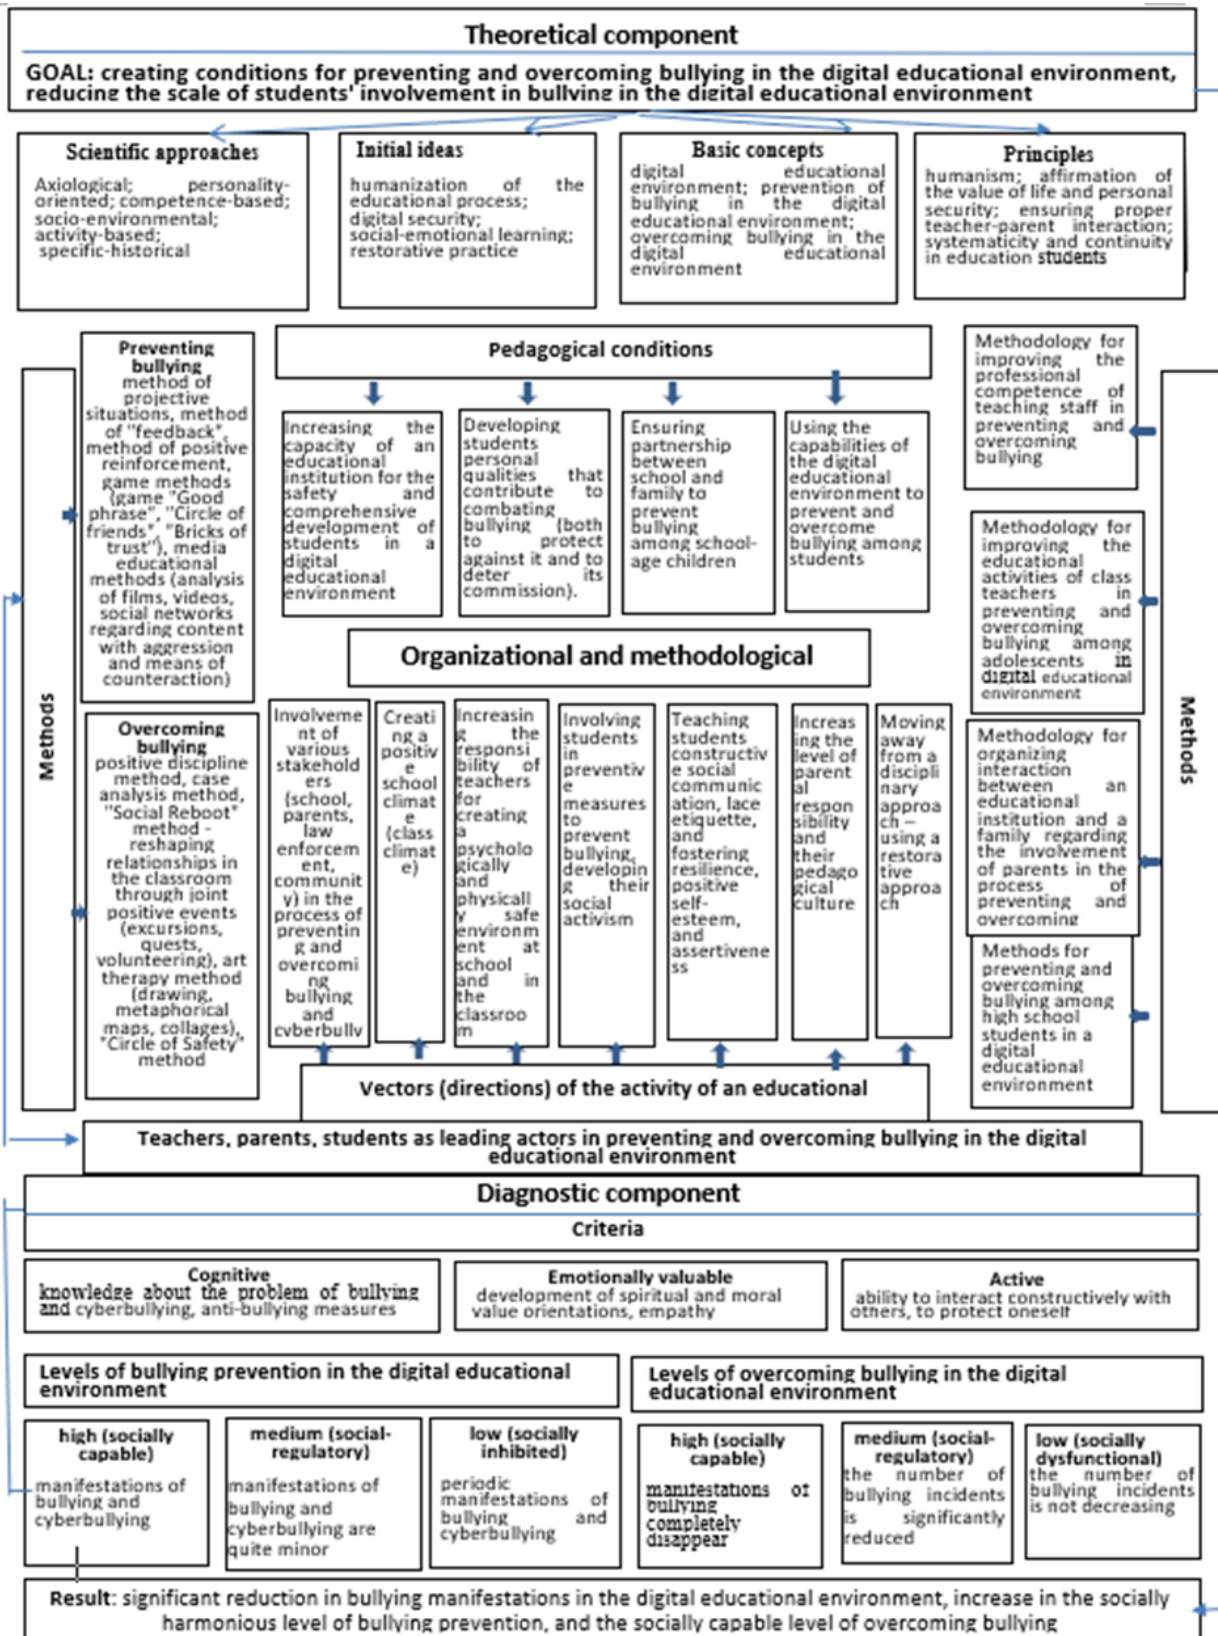 Theoretical component
GOAL: creating conditions for preventing and overcoming bullying in the digital educational environment,
reducing the scale of students' involvement in bullying in the digital educational environment
Scientific approaches
Axiological; personality-
oriented; competence-based;
socio-environmental;
activity-based;
specific-historical
Initial ideas
humanization of the
educational process;
digital security;
social-emotional learning;
restorative practice
Basic concepts
digital educational
environment; prevention of
bullying in the digital
educational environment;
overcoming bullying in the
digital educational
environment
Principles
humanism; affirmation of
the value of life and personal
security; ensuring proper
teacher-parent interaction;
systematicity and continuity
in education students
Methods
Preventing
bullying
method of
projective
situations, method
of "feedback",
method of positive
reinforcement,
game methods
(game "Good
phrase", "Circle of
friends", "Bricks of
trust"), media
educational
methods (analysis
of films, videos,
social networks
regarding content
with aggression
and means of
counteraction)
Overcoming
bullying
positive discipline
method, case
analysis method,
"Social Reboot"
method -
reshaping
relationships in
the classroom
through joint
positive events
(excursions,
quests,
volunteering), art
therapy method
(drawing,
metaphorical
maps, collages),
"Circle of Safety"
method
Pedagogical conditions
Increasing the
capacity of an
educational
institution for the
safety and
comprehensive
development of
students in a
digital
educational
environment
Developing
students
personal
qualities that
contribute to
combating
bullying (both
to protect
against it and to
deter its
commission).
Ensuring
partnership
between
school and
family to
prevent
bullying
among school-
age children
Using the
capabilities of
the digital
educational
environment to
prevent and
overcome
bullying among
students
Organizational and methodological
Involveme
nt of
various
stakehold
ers
(school,
parents,
law
enforcem
ent,
communit
y) in the
process of
preventin
g and
overcomi
ng
bullying
and
cyberbully
Creati
ng a
positiv
e
school
climat
e
(class
climat
e)
Increasin
g the
responsi
bility of
teachers
for
creating
a
psycholo
gically
and
physicall
y safe
environm
ent at
school
and in
the
classroo
m
Involving
students
in
preventiv
e
measures
to
prevent
bullying,
developin
g their
social
activism
Teaching
students
constructiv
e social
communic
ation, lace
etiquette,
and
fostering
resilience,
positive
self-
esteem,
and
assertivene
ss
Increas
ing the
level of
parent
al
respon
sibility
and
their
pedago
gical
culture
Moving
away
from a
discipli
nary
approa
ch –
using a
restora
tive
approa
ch
Vectors (directions) of the activity of an educational
Methodology for
improving the
professional
competence of
teaching staff in
preventing and
overcoming
bullying
Methodology for
improving the
educational
activities of class
teachers in
preventing and
overcoming
bullying among
adolescents in
digital educational
environment
Methodology for
organizing
interaction
between an
educational
institution and a
family regarding
the involvement
of parents in the
process of
preventing and
overcoming
Methods for
preventing and
overcoming
bullying among
high school
students in a
digital
educational
environment
Methods
Teachers, parents, students as leading actors in preventing and overcoming bullying in the digital
educational environment
Diagnostic component
Criteria
Cognitive
knowledge about the problem of bullying
and cyberbullying, anti-bullying measures
Emotionally valuable
development of spiritual and moral
value orientations, empathy
Active
ability to interact constructively with
others, to protect oneself
Levels of bullying prevention in the digital educational
environment
Levels of overcoming bullying in the digital
educational environment
high (socially
capable)
manifestations of
bullying and
cyberbullying
medium (social-
regulatory)
manifestations of
bullying and
cyberbullying are
quite minor
low (socially
inhibited)
periodic
manifestations of
bullying and
cyberbullying
high (socially
capable)
manifestations of
bullying
completely
disappear
medium (social-
regulatory)
the number of
bullying incidents
is significantly
reduced
low (socially
dysfunctional)
the number of
bullying incidents
is not decreasing
Result: significant reduction in bullying manifestations in the digital educational environment, increase in the socially
harmonious level of bullying prevention, and the socially capable level of overcoming bullying